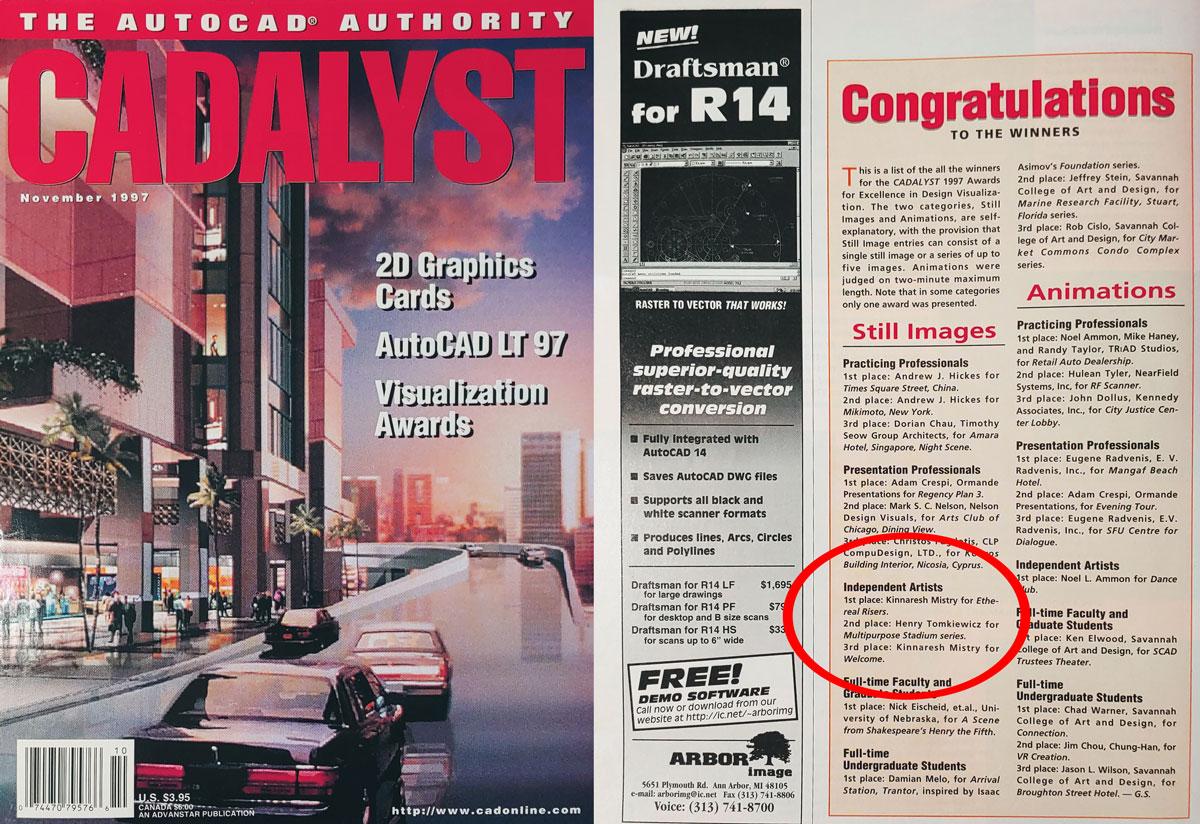 THE AUTOCAD® AUTHORITY
CADALYST
November 1997
2D Graphics
Cards
AutoCAD LT 97
Visualization
Awards
10
0 74470 79576 6
U.S. $3.95
CANADA $6.00
AN ADVANSTAR PUBLICATION
http://www.cadonline.com
NEW!
Draftsman®
for R14
RASTER TO VECTOR THAT WORKS!
Professional
superior-quality
raster-to-vector
conversion
Fully Integrated with
AutoCAD 14
Saves AutoCAD DWG files
Supports all black and
white scanner formats
Produces lines, Arcs, Circles
and Polylines
Draftsman for R14 LF $1,695
for large drawings
Draftsman for R14 PF
for desktop and B size scans
Draftsman for R14 HS
for scans up to 6" wide
FREE!
DEMO SOFTWARE
Call now or download from our
website at http://ic.net/~arborimg
ARBOR
image
5651 Plymouth Rd. Ann Arbor, MI 48105
e-mail: arborimg@ic.net Fax (313) 741-8806
Voice: (313) 741-8700
Congratulations
TO THE WINNERS
This is a list of the all the winners
for the CADALYST 1997 Awards
for Excellence in Design Visualiza-
tion. The two categories, Still
Images and Animations, are self-
explanatory, with the provision that
Still Image entries can consist of a
single still image or a series of up to
five images. Animations were
judged on two-minute maximum
length. Note that in some categories
only one award was presented.
Still Images
Practicing Professionals
1st place: Andrew J. Hickes for
Times Square Street, China.
2nd place: Andrew J. Hickes for
Mikimoto, New York.
3rd place: Dorian Chau, Timothy
Seow Group Architects, for Amara
Hotel, Singapore, Night Scene.
Presentation Professionals
1st place: Adam Crespi, Ormande
Presentations for Regency Plan 3.
2nd place: Mark S. C. Nelson, Nelson
Design Visuals, for Arts Club of
Chicago, Dining View.
3rd place: Christos CLP
CompuDesign, LTD., for
Building Interior, Nicosia, Cyprus.
Independent Artists
1st place: Kinnaresh Mistry for Ethe-
real Risers.
2nd place: Henry Tomkiewicz for
Multipurpose Stadium series.
3rd place: Kinnaresh Mistry for
Welcome.
Full-time Faculty and
Graduate Students
1st place: Nick Eischeid, et.al., Uni-
versity of Nebraska, for A Scene
from Shakespeare's Henry the Fifth.
Full-time
Undergraduate Students
1st place: Damian Melo, for Arrival
Station, Trantor, inspired by Isaac
Asimov's Foundation series.
2nd place: Jeffrey Stein, Savannah
College of Art and Design, for
Marine Research Facility, Stuart,
Florida series.
3rd place: Rob Cislo, Savannah Col-
lege of Art and Design, for City Mar-
ket Commons Condo Complex
series.
Animations
Practicing Professionals
1st place: Noel Ammon, Mike Haney,
and Randy Taylor, TRiAD Studios,
for Retail Auto Dealership.
2nd place: Hulean Tyler, NearField
Systems, Inc, for RF Scanner.
3rd place: John Dollus, Kennedy
Associates, Inc., for City Justice Cen-
ter Lobby.
Presentation Professionals
1st place: Eugene Radvenis, E. V.
Radvenis, Inc., for Mangaf Beach
Hotel.
2nd place: Adam Crespi, Ormande
Presentations, for Evening Tour.
3rd place: Eugene Radvenis, E.V.
Radvenis, Inc., for SFU Centre for
Dialogue.
Independent Artists
1st place: Noel L. Ammon for Dance
Club.
Full-time Faculty and
Graduate Students
1st place: Ken Elwood, Savannah
College of Art and Design, for SCAD
Trustees Theater.
Full-time
Undergraduate Students
1st place: Chad Warner, Savannah
College of Art and Design, for
Connection.
2nd place: Jim Chou, Chung-Han, for
VR Creation.
3rd place: Jason L. Wilson, Savannah
College of Art and Design, for
Broughton Street Hotel. — G.S.